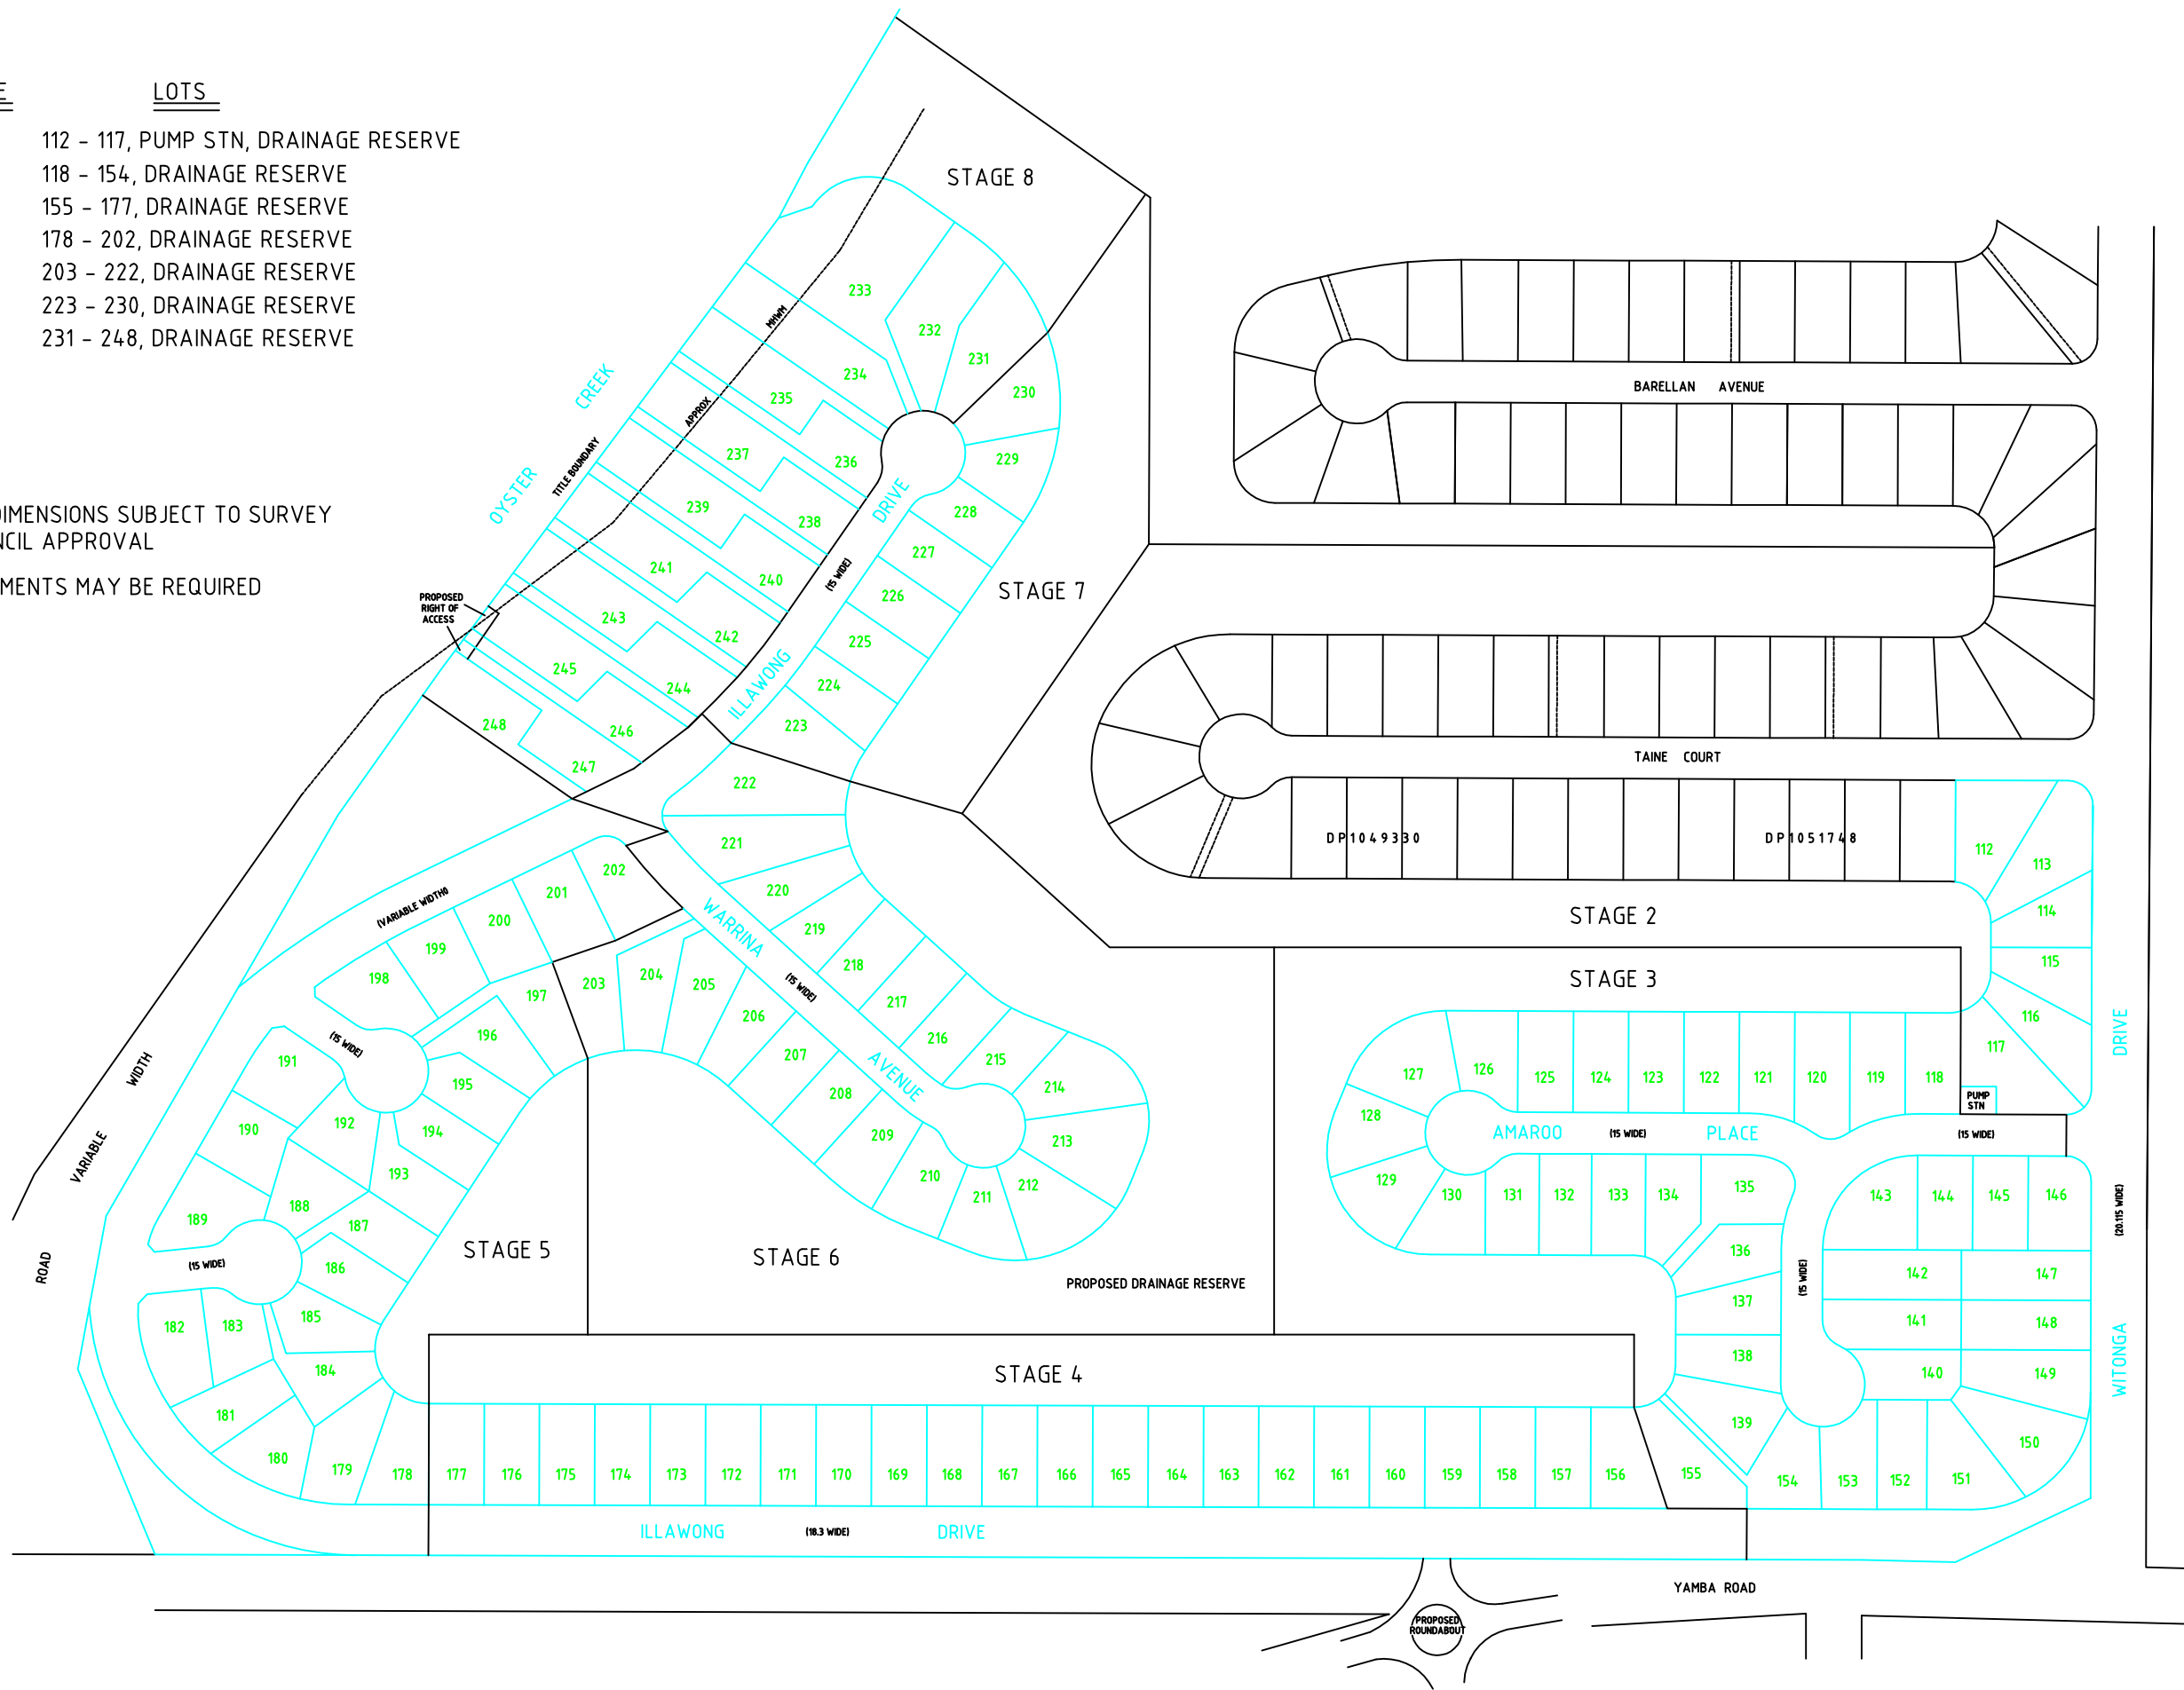 E
LOTS
112 - 117, PUMP STN, DRAINAGE RESERVE
118 - 154, DRAINAGE RESERVE
155 - 177, DRAINAGE RESERVE
178 - 202, DRAINAGE RESERVE
203 - 222, DRAINAGE RESERVE
223 - 230, DRAINAGE RESERVE
231 - 248, DRAINAGE RESERVE
DIMENSIONS SUBJECT TO SURVEY
NCIL APPROVAL
MENTS MAY BE REQUIRED
STAGE 8
233
232
231
230
234
235
236
237
229
238
239
228
227
240
241
226
242
243
225
244
245
224
246
248
223
247
222
221
220
219
218
217
216
215
214
213
212
211
210
209
208
207
206
205
204
203
202
201
200
199
198
197
196
195
194
193
192
191
190
189
188
187
186
185
184
183
182
181
180
179
178
MHWM
APPROX
OYSTER CREEK
TITLE BOUNDARY
PROPOSED
RIGHT OF
ACCESS
ILLAWONG DRIVE
(15 WIDE)
STAGE 7
BARELLAN AVENUE
TAINE COURT
DP1049330
DP1051748
STAGE 2
STAGE 3
112
113
114
115
116
117
PUMP
STN
127
126
125
124
123
122
121
120
119
118
128
AMAROO PLACE
(15 WIDE)
(15 WIDE)
129
130
131
132
133
134
135
136
137
138
139
(15 WIDE)
143
144
145
146
142
147
141
148
140
149
150
151
152
153
154
155
WITONGA DRIVE
(20.115 WIDE)
(VARIABLE WIDTH0
WARRINA AVENUE
(15 WIDE)
(15 WIDE)
(15 WIDE)
ROAD VARIABLE WIDTH
STAGE 5
STAGE 6
PROPOSED DRAINAGE RESERVE
STAGE 4
177
176
175
174
173
172
171
170
169
168
167
166
165
164
163
162
161
160
159
158
157
156
ILLAWONG DRIVE
(18.3 WIDE)
YAMBA ROAD
PROPOSED
ROUNDABOUT